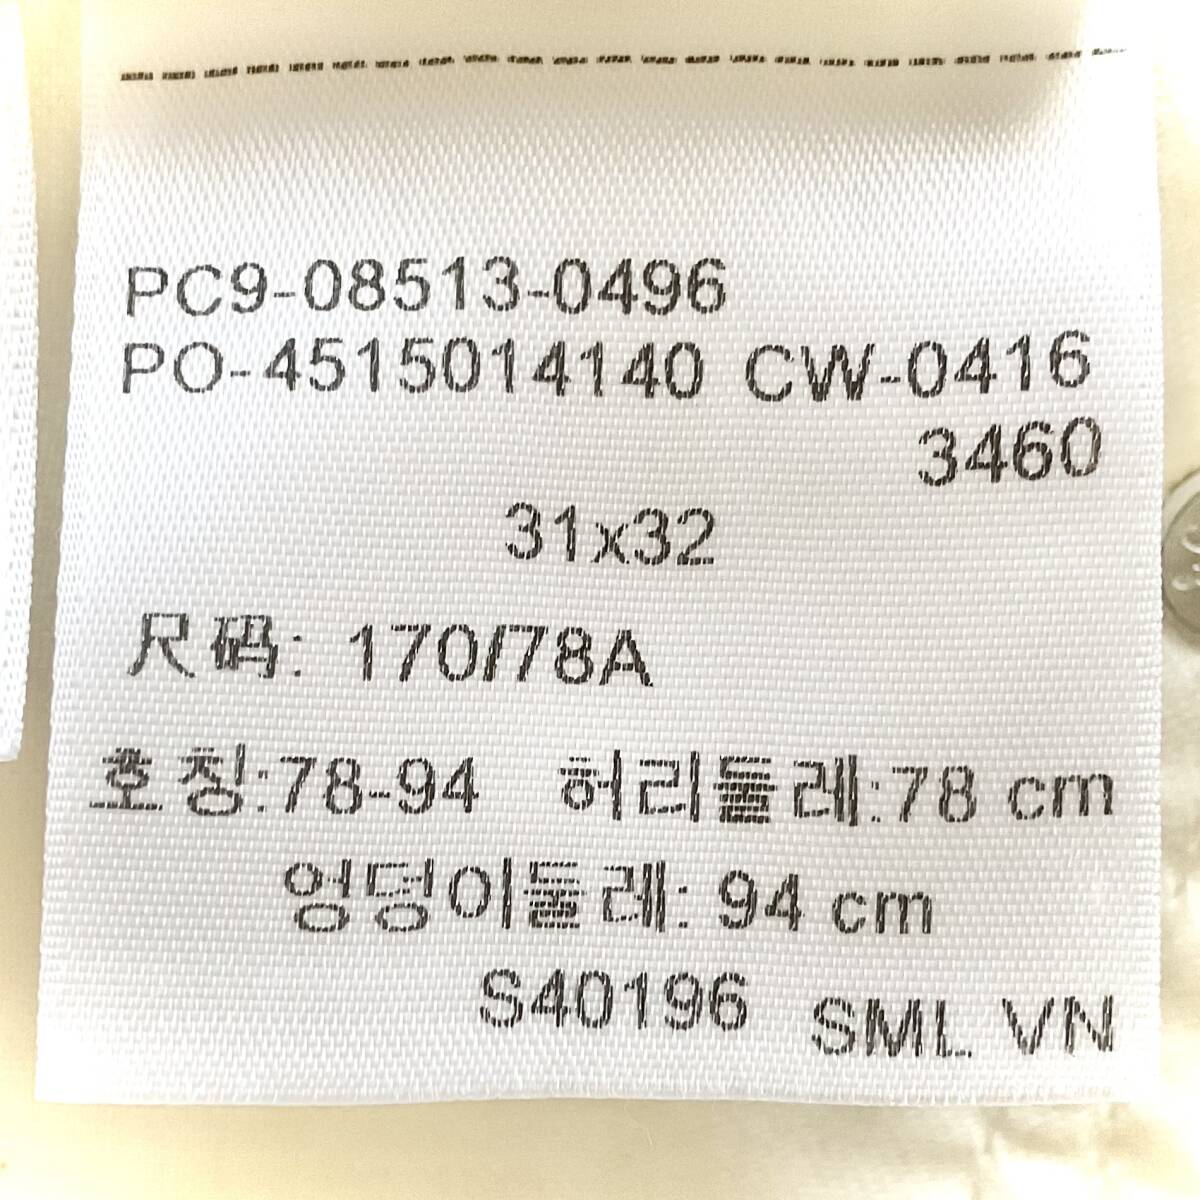 PC9-08513-0496
PO-4515014140 CW-0416
3460
31x32
尺码: 170/78A
호칭:78-94 허리둘레:78 cm
엉덩이둘레: 94 cm
S40196 SML VN